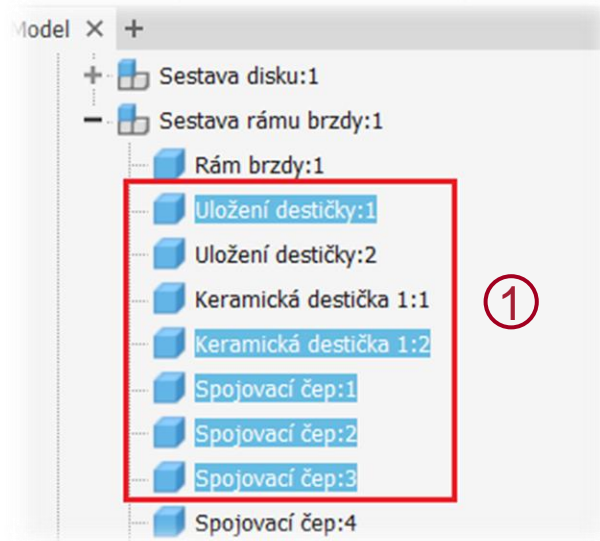 Model × +
Sestava disku:1
Sestava rámu brzdy:1
Rám brzdy:1
Uložení destičky:1
Uložení destičky:2
Keramická destička 1:1
1
Keramická destička 1:2
Spojovací čep:1
Spojovací čep:2
Spojovací čep:3
Spojovací čep:4